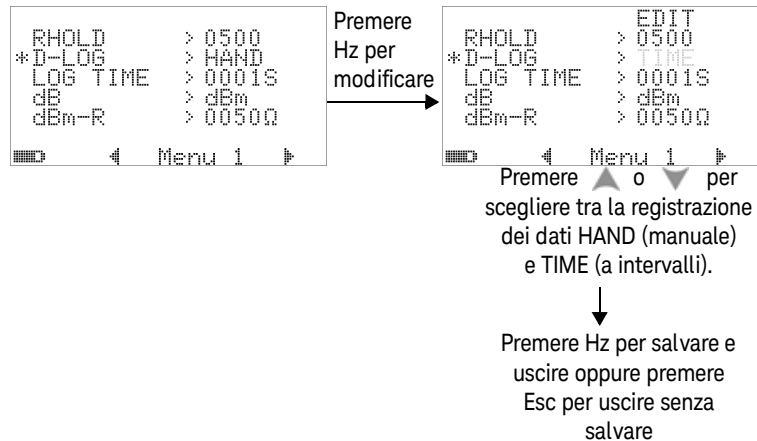 RHOLD > 0500
*D-LOG > HAND
LOG TIME > 0001S
dB > dBm
dBm-R > 0050Ω
Menu 1
Premere
Hz per
modificare
EDIT
RHOLD > 0500
*D-LOG > TIME
LOG TIME > 0001S
dB > dBm
dBm-R > 0050Ω
Menu 1
Premere o per
scegliere tra la registrazione
dei dati HAND (manuale)
e TIME (a intervalli).
Premere Hz per salvare e
uscire oppure premere
Esc per uscire senza
salvare